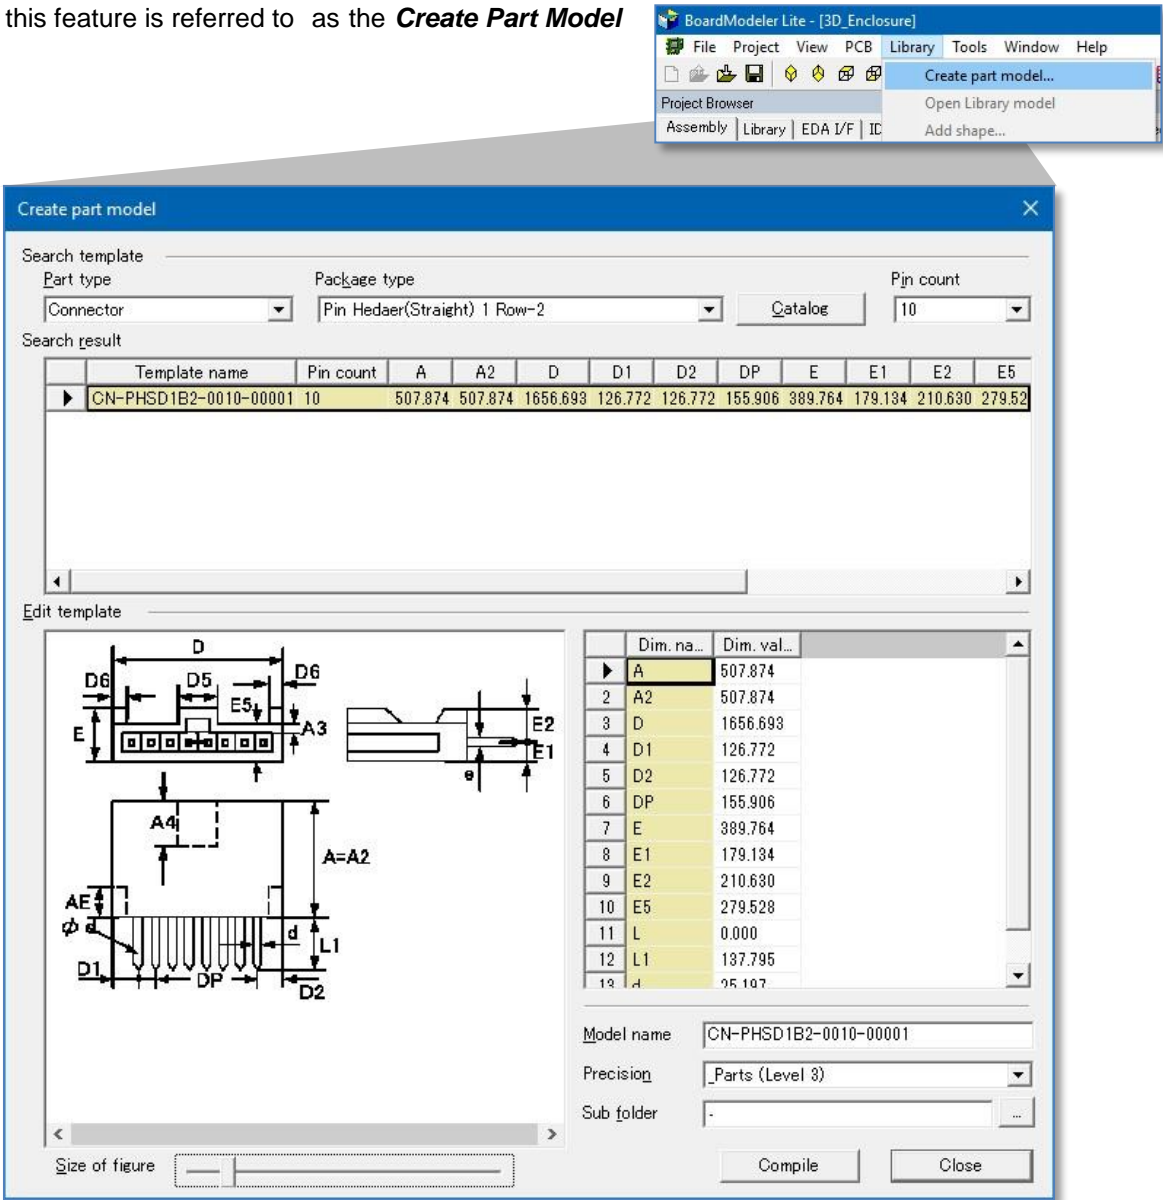 this feature is referred to as the Create Part Model
BoardModeler Lite - [3D_Enclosure]
File Project View PCB Library Tools Window Help
Create part model...
Project Browser
Open Library model
Assembly Library EDA I/F
Add shape...
Create part model
Search template
Part type Package type Pin count
Connector Pin Hedaer(Straight) 1 Row-2 Catalog 10
Search result
Template name Pin count A A2 D D1 D2 DP E E1 E2 E5
CN-PHSD1B2-0010-00001 10 507.874 507.874 1656.693 126.772 126.772 155.906 389.764 179.134 210.630 279.52
Edit template
D
D6 D5 D6
E5
E A3 E2
E1
e
A4
A=A2
AE
φ d d L1
D1 DP D2
Dim. na... Dim. val...
A 507.874
2 A2 507.874
3 D 1656.693
4 D1 126.772
5 D2 126.772
6 DP 155.906
7 E 389.764
8 E1 179.134
9 E2 210.630
10 E5 279.528
11 L 0.000
12 L1 137.795
13 d 25.197
Model name CN-PHSD1B2-0010-00001
Precision _Parts (Level 3)
Sub folder - ...
Size of figure Compile Close